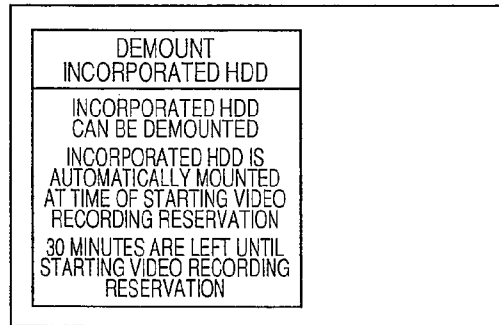 DEMOUNT
INCORPORATED HDD
INCORPORATED HDD
CAN BE DEMOUNTED
INCORPORATED HDD IS
AUTOMATICALLY MOUNTED
AT TIME OF STARTING VIDEO
RECORDING RESERVATION
30 MINUTES ARE LEFT UNTIL
STARTING VIDEO RECORDING
RESERVATION